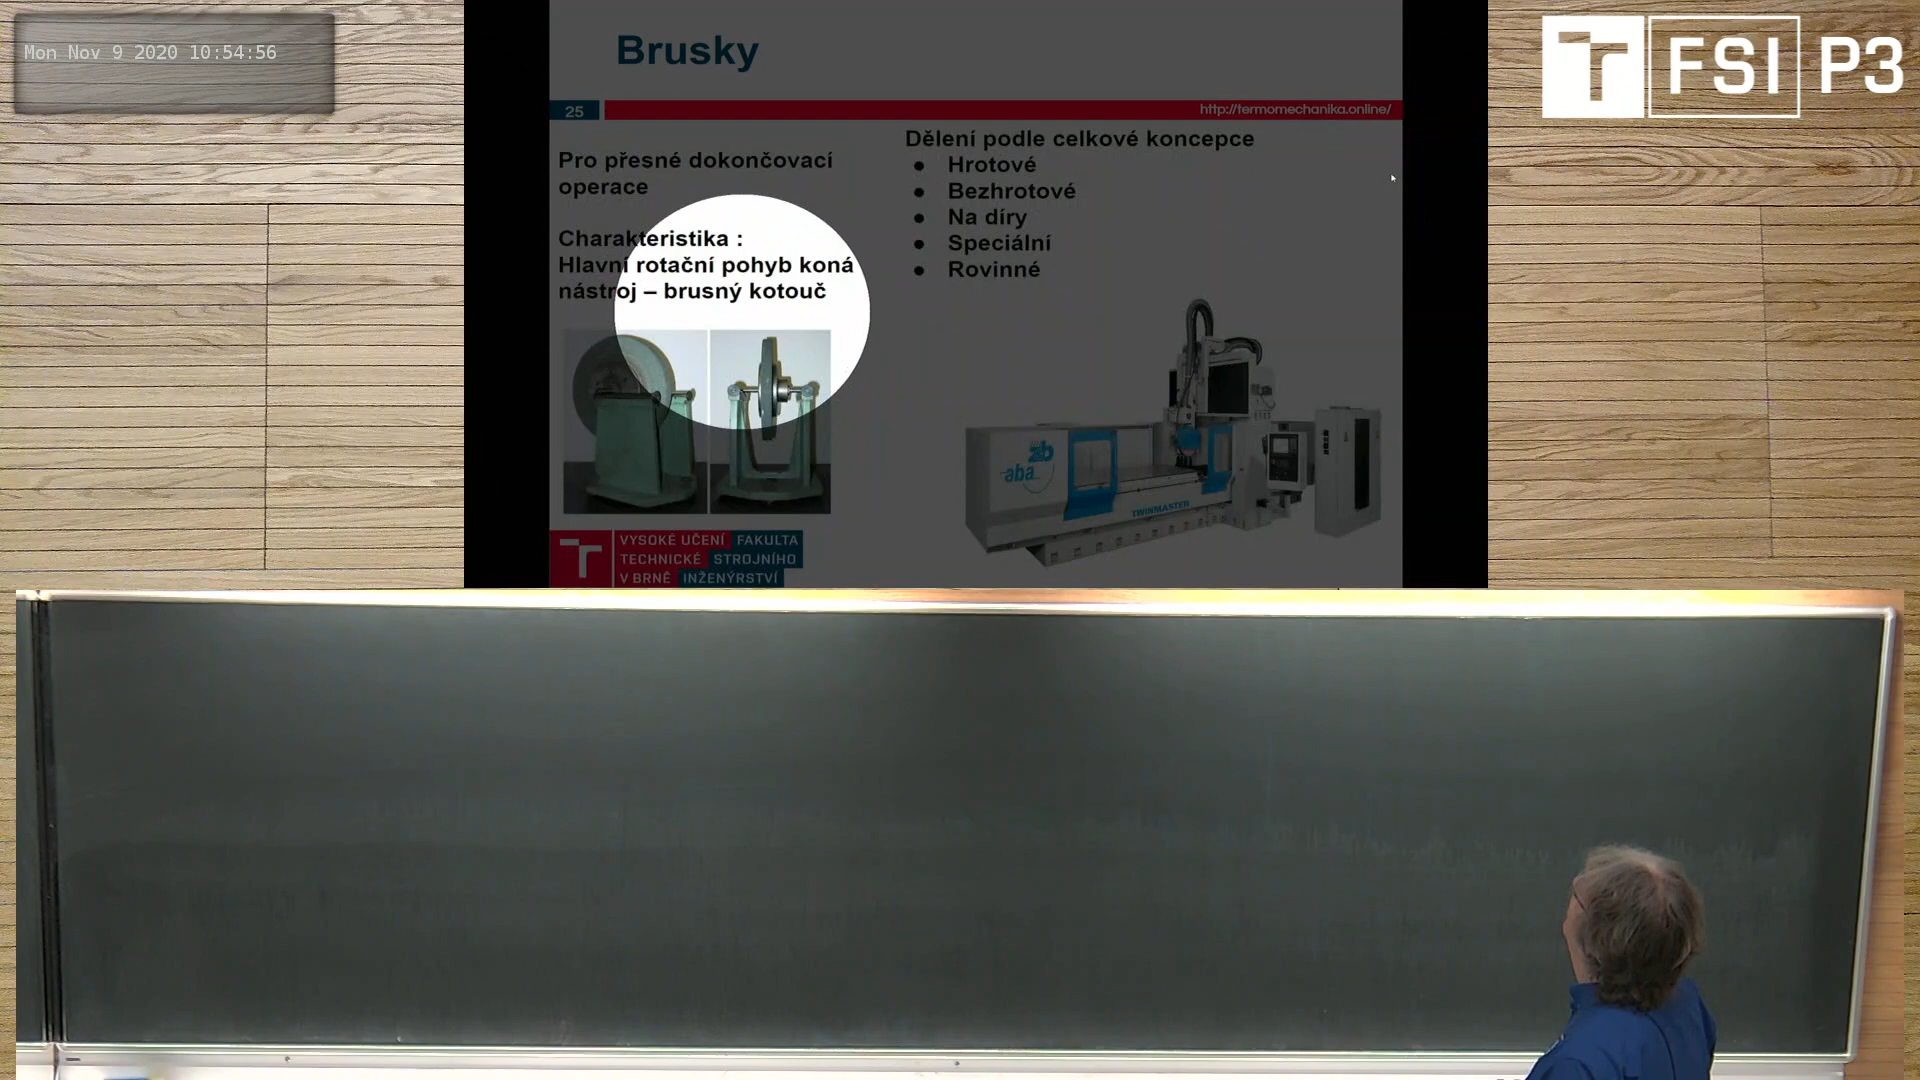 Mon Nov 9 2020 10:54:56
Brusky
25
http://termomechanika.online/
Pro přesné dokončovací
operace
Charakteristika :
Hlavní rotační pohyb koná
nástroj – brusný kotouč
Dělení podle celkové koncepce
● Hrotové
● Bezhrotové
● Na díry
● Speciální
● Rovinné
aba
TWINMASTER
VYSOKÉ UČENÍ FAKULTA
TECHNICKÉ STROJNÍHO
V BRNĚ INŽENÝRSTVÍ
FSI P3